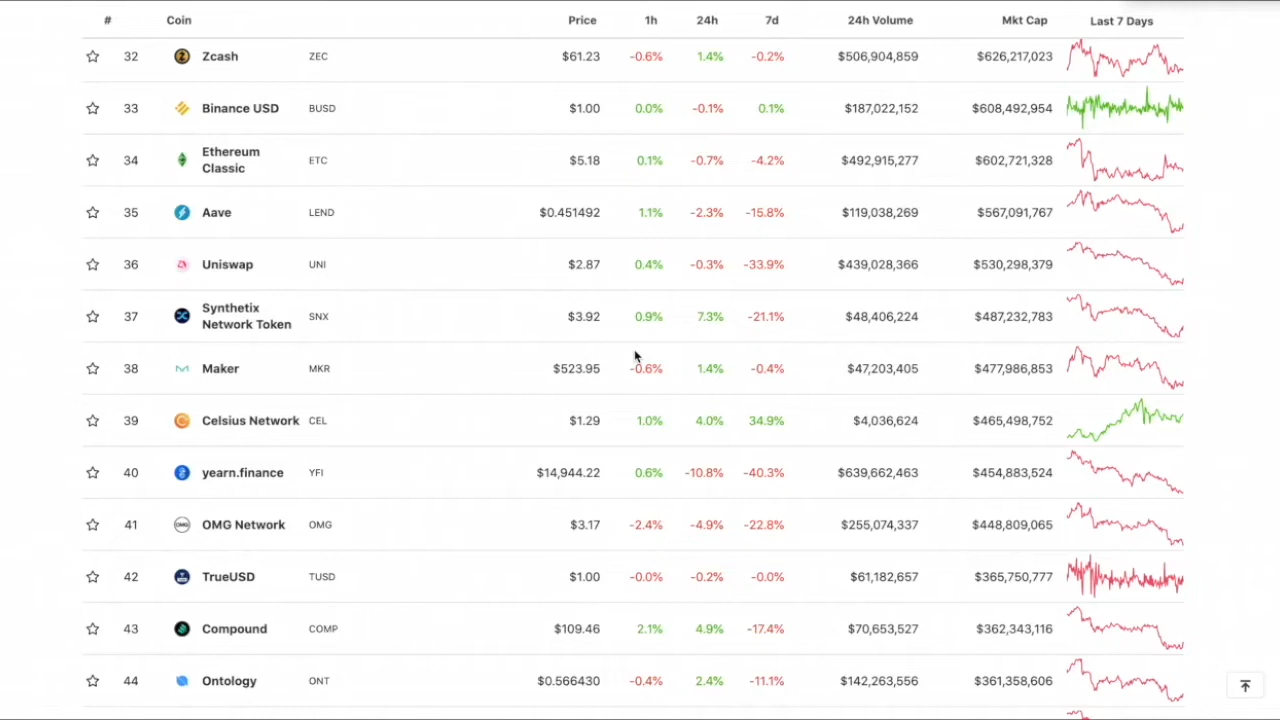 # Coin Price 1h 24h 7d 24h Volume Mkt Cap Last 7 Days
32 Zcash ZEC $61.23 -0.6% 1.4% -0.2% $506,904,859 $626,217,023
33 Binance USD BUSD $1.00 0.0% -0.1% 0.1% $187,022,152 $608,492,954
34 Ethereum
Classic ETC $5.18 0.1% -0.7% -4.2% $492,915,277 $602,721,328
35 Aave LEND $0.451492 1.1% -2.3% -15.8% $119,038,269 $567,091,767
36 Uniswap UNI $2.87 0.4% -0.3% -33.9% $439,028,366 $530,298,379
37 Synthetix
Network Token SNX $3.92 0.9% 7.3% -21.1% $48,406,224 $487,232,783
38 Maker MKR $523.95 -0.6% 1.4% -0.4% $47,203,405 $477,986,853
39 Celsius Network CEL $1.29 1.0% 4.0% 34.9% $4,036,624 $465,498,752
40 yearn.finance YFI $14,944.22 0.6% -10.8% -40.3% $639,662,463 $454,883,524
41 OMG Network OMG $3.17 -2.4% -4.9% -22.8% $255,074,337 $448,809,065
42 TrueUSD TUSD $1.00 -0.0% -0.2% -0.0% $61,182,657 $365,750,777
43 Compound COMP $109.46 2.1% 4.9% -17.4% $70,653,527 $362,343,116
44 Ontology ONT $0.566430 -0.4% 2.4% -11.1% $142,263,556 $361,358,606